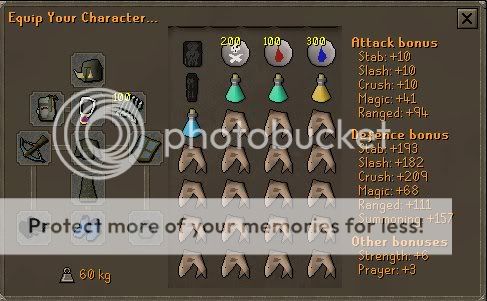 Equip Your Character...
200
100
300
100
Attack bonus
Stab: +10
Slash: +10
Crush: +10
Magic: +41
Ranged: +94
Defence bonus
Stab: +193
Slash: +182
Crush: +209
Magic: +68
Ranged: +111
Summoning: +157
Other bonuses
Strength: +6
Prayer: +3
60 kg
photobucket
Protect more of your memories for less!